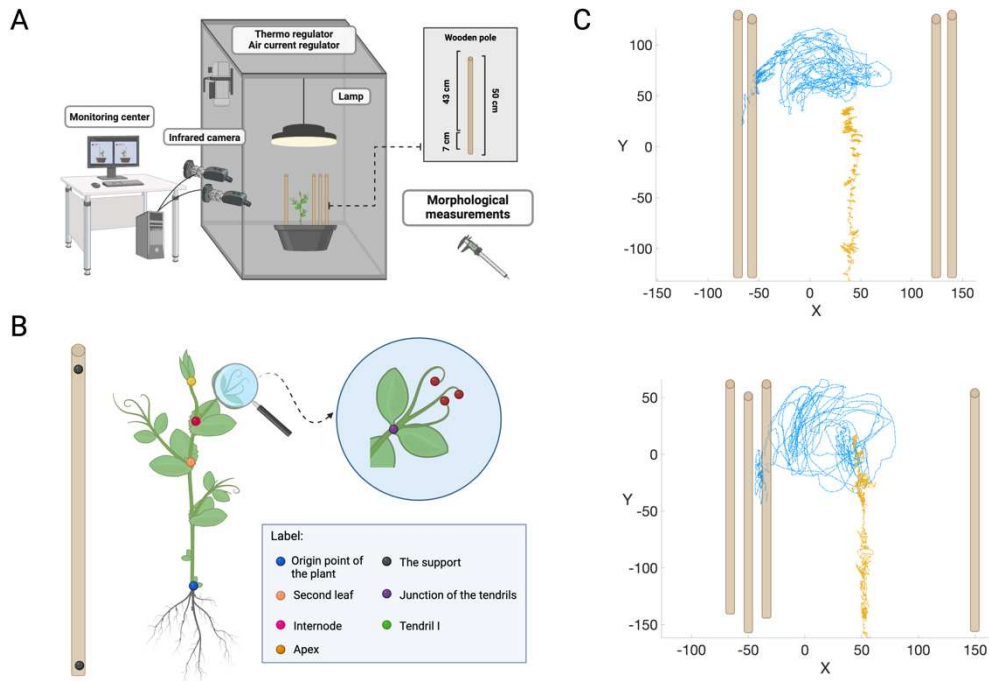 A
Thermo regulator
Air current regulator
Wooden pole
43 cm
50 cm
7 cm
Lamp
Monitoring center
Infrared camera
Morphological
measurements
B
Label:
Origin point of
the plant
The support
Second leaf
Junction of the tendrils
Internode
Tendril I
Apex
C
100
50
Y
0
-50
-100
-150
-100
-50
0
50
100
150
X
50
Y
0
-50
-100
-150
-100
-50
0
50
100
150
X